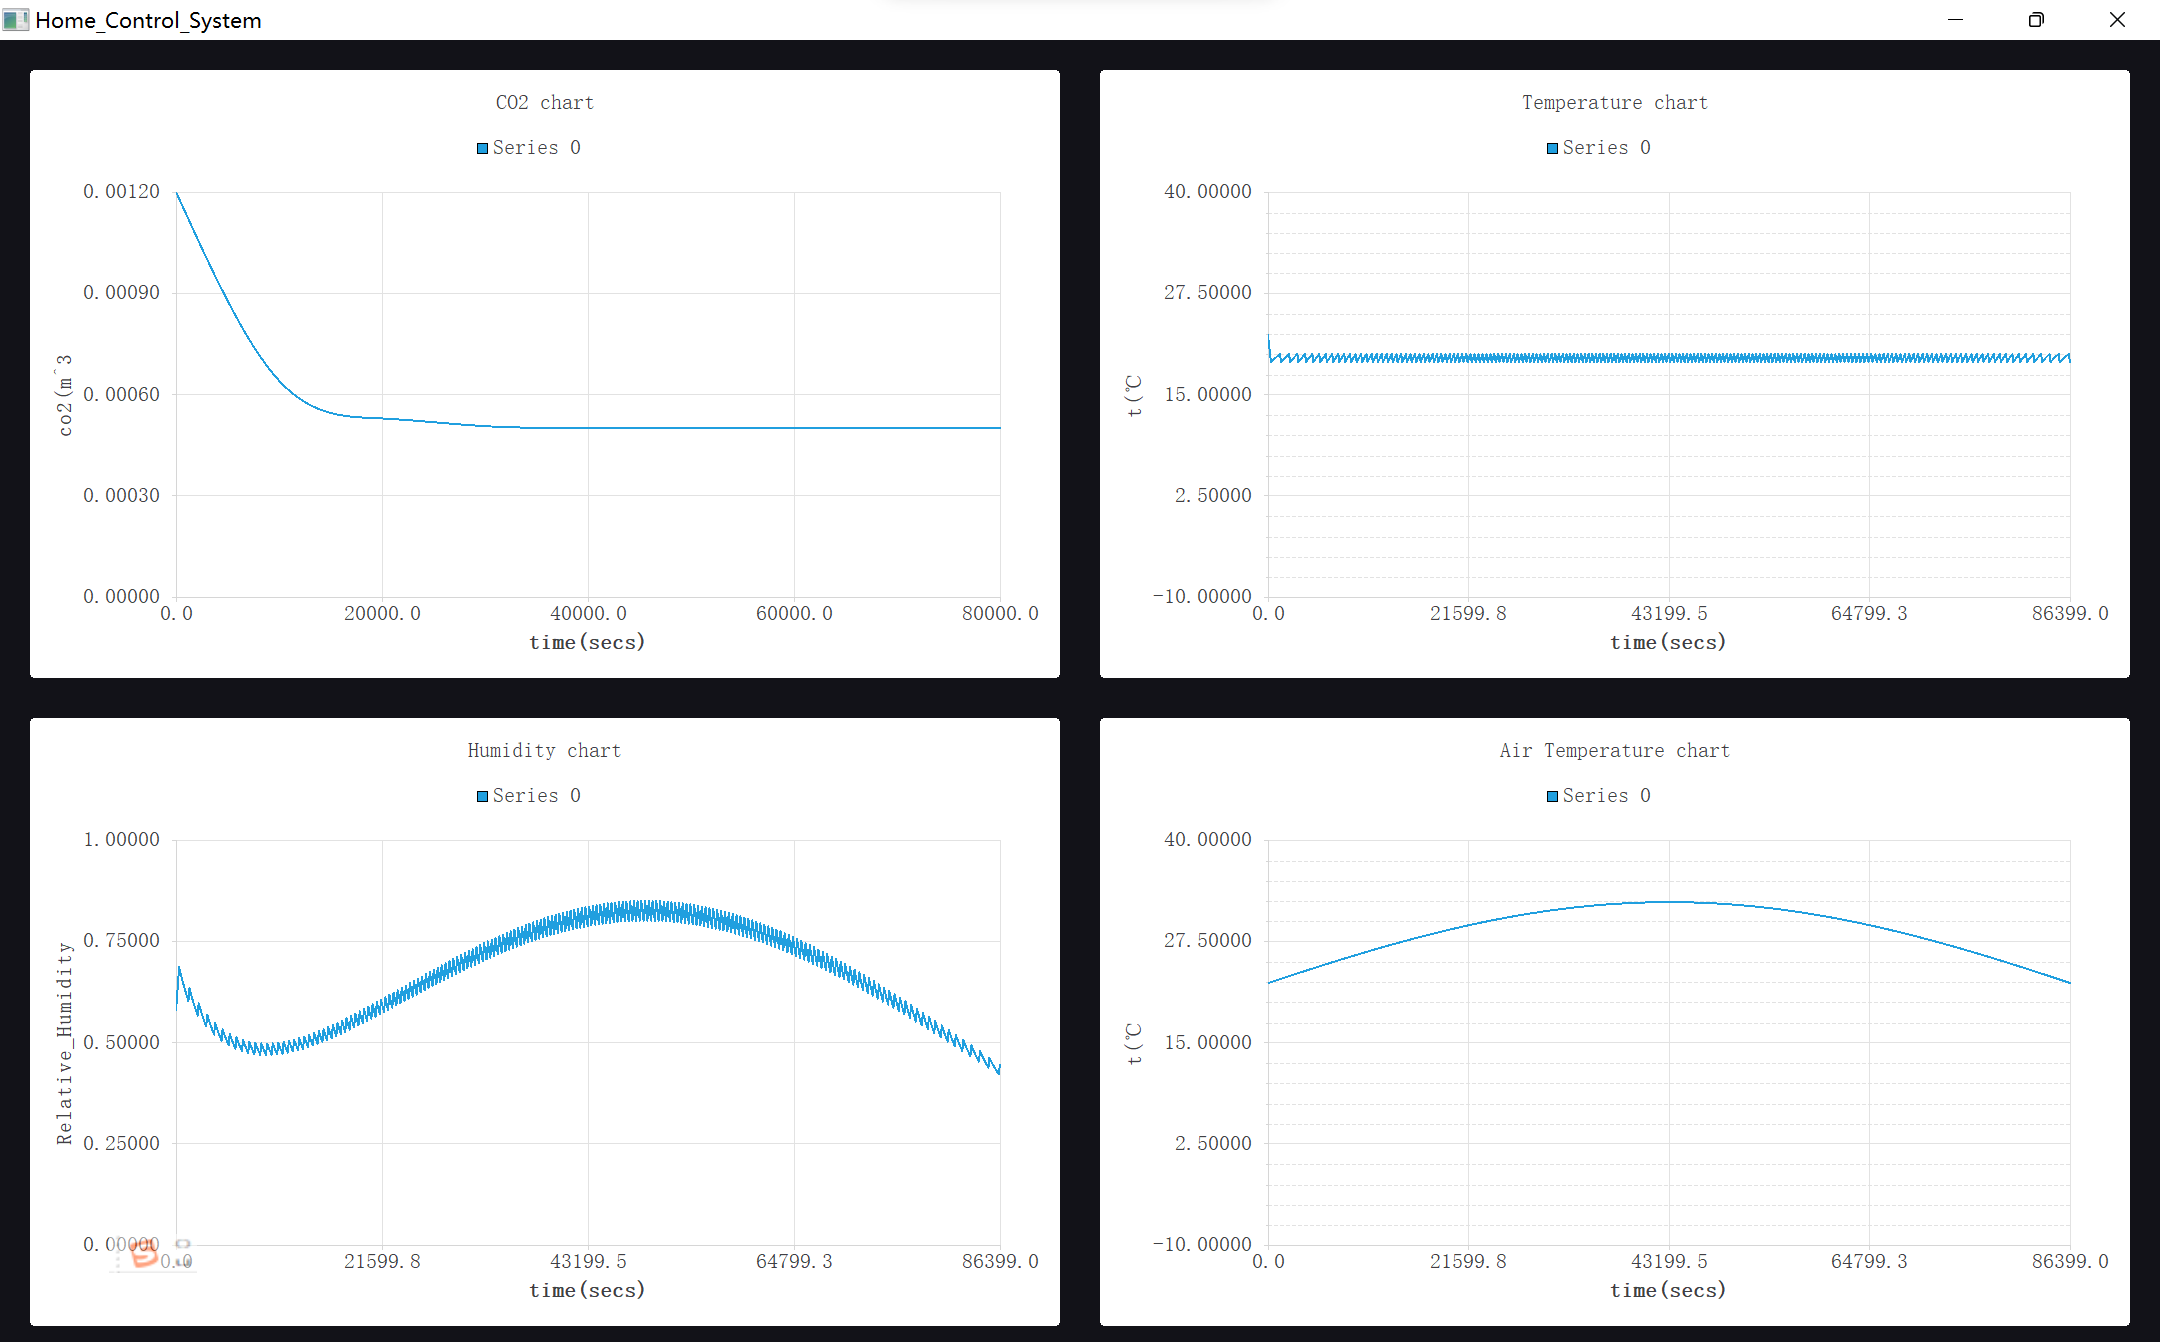 Home_Control_System
CO2 chart
Series 0
0.00120
0.00090
0.00060
0.00030
0.00000
co2(m^3
0.0 20000.0 40000.0 60000.0 80000.0
time(secs)
Temperature chart
Series 0
40.00000
27.50000
15.00000
2.50000
-10.00000
t(℃
0.0 21599.8 43199.5 64799.3 86399.0
time(secs)
Humidity chart
Series 0
1.00000
0.75000
0.50000
0.25000
0.00000
Relative_Humidity
0.0 21599.8 43199.5 64799.3 86399.0
time(secs)
Air Temperature chart
Series 0
40.00000
27.50000
15.00000
2.50000
-10.00000
t(℃
0.0 21599.8 43199.5 64799.3 86399.0
time(secs)